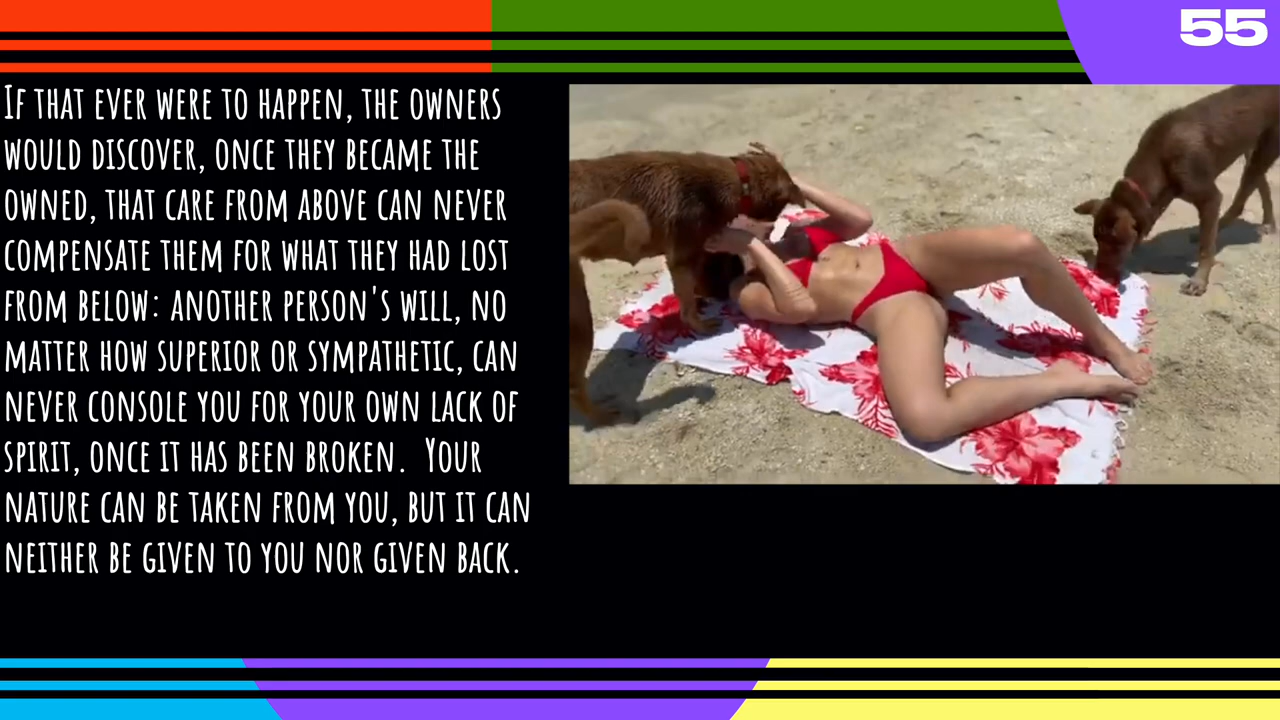 55
IF THAT EVER WERE TO HAPPEN, THE OWNERS
WOULD DISCOVER, ONCE THEY BECAME THE
OWNED, THAT CARE FROM ABOVE CAN NEVER
COMPENSATE THEM FOR WHAT THEY HAD LOST
FROM BELOW: ANOTHER PERSON'S WILL, NO
MATTER HOW SUPERIOR OR SYMPATHETIC, CAN
NEVER CONSOLE YOU FOR YOUR OWN LACK OF
SPIRIT, ONCE IT HAS BEEN BROKEN. YOUR
NATURE CAN BE TAKEN FROM YOU, BUT IT CAN
NEITHER BE GIVEN TO YOU NOR GIVEN BACK.